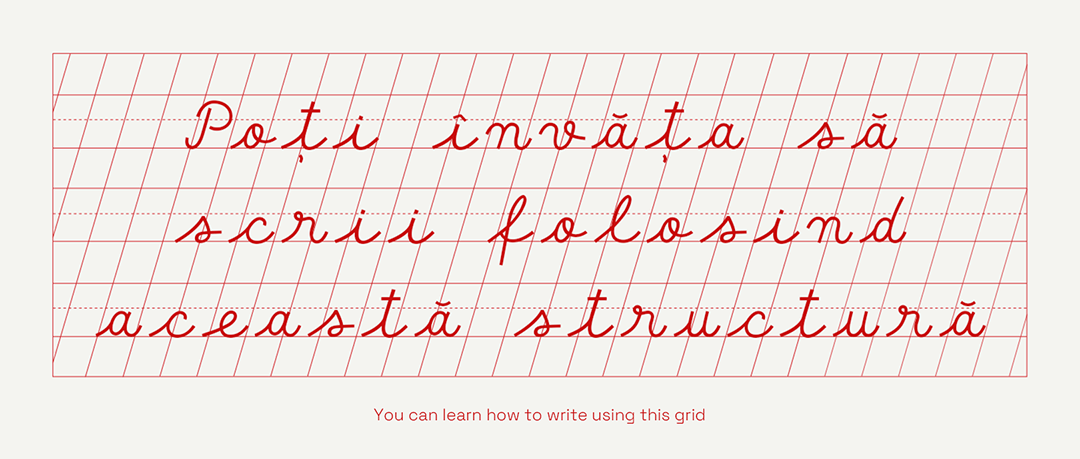 Poți învăța să
scrii folosind
această structură
You can learn how to write using this grid